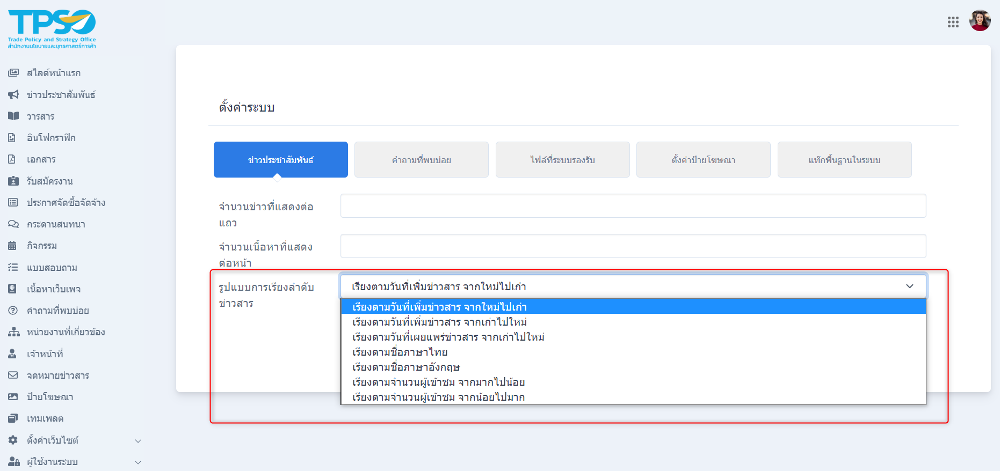 TPSO
Trade Policy and Strategy Office
สำนักงานนโยบายและยุทธศาสตร์การค้า
สไลด์หน้าแรก
ข่าวประชาสัมพันธ์
วารสาร
อินโฟกราฟิก
เอกสาร
รับสมัครงาน
ประกาศจัดซื้อจัดจ้าง
กระดานสนทนา
กิจกรรม
แบบสอบถาม
เนื้อหาเว็บเพจ
คำถามที่พบบ่อย
หน่วยงานที่เกี่ยวข้อง
เจ้าหน้าที่
จดหมายข่าวสาร
ป้ายโฆษณา
เทมเพลต
ตั้งค่าเว็บไซต์
ผู้ใช้งานระบบ
ตั้งค่าระบบ
ข่าวประชาสัมพันธ์
คำถามที่พบบ่อย
ไฟล์ที่ระบบรองรับ
ตั้งค่าป้ายโฆษณา
แท๊กพื้นฐานในระบบ
จำนวนข่าวที่แสดงต่อ
แถว
จำนวนเนื้อหาที่แสดง
ต่อหน้า
รูปแบบการเรียงลำดับ
ข่าวสาร
เรียงตามวันที่เพิ่มข่าวสาร จากใหม่ไปเก่า
เรียงตามวันที่เพิ่มข่าวสาร จากใหม่ไปเก่า
เรียงตามวันที่เพิ่มข่าวสาร จากเก่าไปใหม่
เรียงตามวันที่เผยแพร่ข่าวสาร จากเก่าไปใหม่
เรียงตามชื่อภาษาไทย
เรียงตามชื่อภาษาอังกฤษ
เรียงตามจำนวนผู้เข้าชม จากมากไปน้อย
เรียงตามจำนวนผู้เข้าชม จากน้อยไปมาก